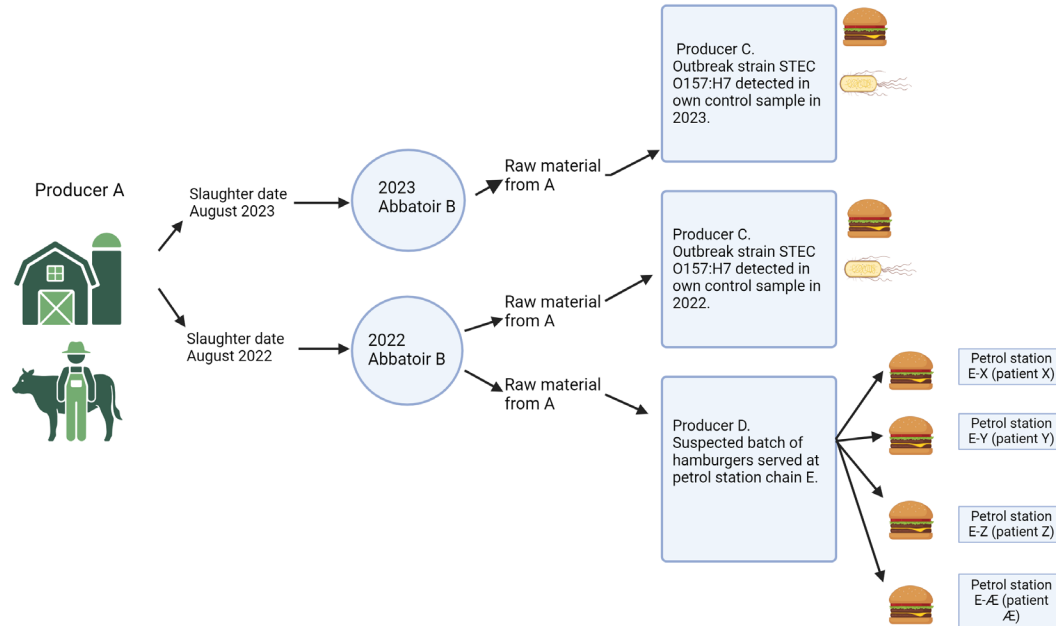 Producer A
Slaughter date
August 2023
2023
Abbatoir B
Raw material
from A
Producer C.
Outbreak strain STEC
O157:H7 detected in
own control sample in
2023.
Slaughter date
August 2022
2022
Abbatoir B
Raw material
from A
Producer C.
Outbreak strain STEC
O157:H7 detected in
own control sample in
2022.
Raw material
from A
Producer D.
Suspected batch of
hamburgers served at
petrol station chain E.
Petrol station
E-X (patient X)
Petrol station
E-Y (patient Y)
Petrol station
E-Z (patient Z)
Petrol station
E-Æ (patient
Æ)